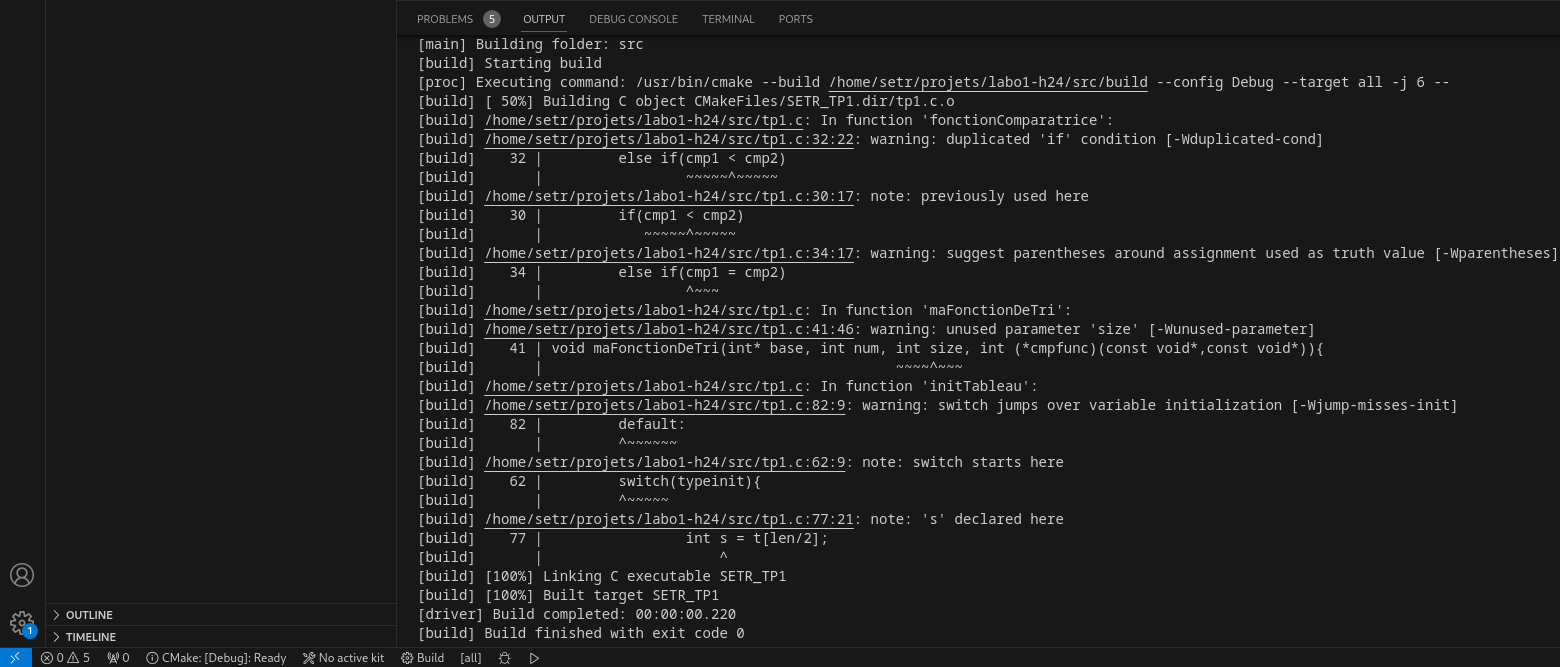 PROBLEMS 5 OUTPUT DEBUG CONSOLE TERMINAL PORTS
[main] Building folder: src
[build] Starting build
[proc] Executing command: /usr/bin/cmake --build /home/setr/projets/labo1-h24/src/build --config Debug --target all -j 6 --
[build] [ 50%] Building C object CMakeFiles/SETR_TP1.dir/tp1.c.o
[build] /home/setr/projets/labo1-h24/src/tp1.c: In function 'fonctionComparatrice':
[build] /home/setr/projets/labo1-h24/src/tp1.c:32:22: warning: duplicated 'if' condition [-Wduplicated-cond]
[build]    32 |         else if(cmp1 < cmp2)
[build]       |                 ~~~~~^~~~~~
[build] /home/setr/projets/labo1-h24/src/tp1.c:30:17: note: previously used here
[build]    30 |         if(cmp1 < cmp2)
[build]       |            ~~~~~^~~~~~
[build] /home/setr/projets/labo1-h24/src/tp1.c:34:17: warning: suggest parentheses around assignment used as truth value [-Wparentheses]
[build]    34 |         else if(cmp1 = cmp2)
[build]       |                 ^~~~
[build] /home/setr/projets/labo1-h24/src/tp1.c: In function 'maFonctionDeTri':
[build] /home/setr/projets/labo1-h24/src/tp1.c:41:46: warning: unused parameter 'size' [-Wunused-parameter]
[build]    41 | void maFonctionDeTri(int* base, int num, int size, int (*cmpfunc)(const void*,const void*)){
[build]       |                                          ~~~~^~~~
[build] /home/setr/projets/labo1-h24/src/tp1.c: In function 'initTableau':
[build] /home/setr/projets/labo1-h24/src/tp1.c:82:9: warning: switch jumps over variable initialization [-Wjump-misses-init]
[build]    82 |         default:
[build]       |         ^~~~~~~
[build] /home/setr/projets/labo1-h24/src/tp1.c:62:9: note: switch starts here
[build]    62 |         switch(typeinit){
[build]       |         ^~~~~~
[build] /home/setr/projets/labo1-h24/src/tp1.c:77:21: note: 's' declared here
[build]    77 |                 int s = t[len/2];
[build]       |                     ^
[build] [100%] Linking C executable SETR_TP1
[build] [100%] Built target SETR_TP1
[driver] Build completed: 00:00:00.220
[build] Build finished with exit code 0
OUTLINE
TIMELINE
1
0 5 0 CMake: [Debug]: Ready No active kit Build [all]